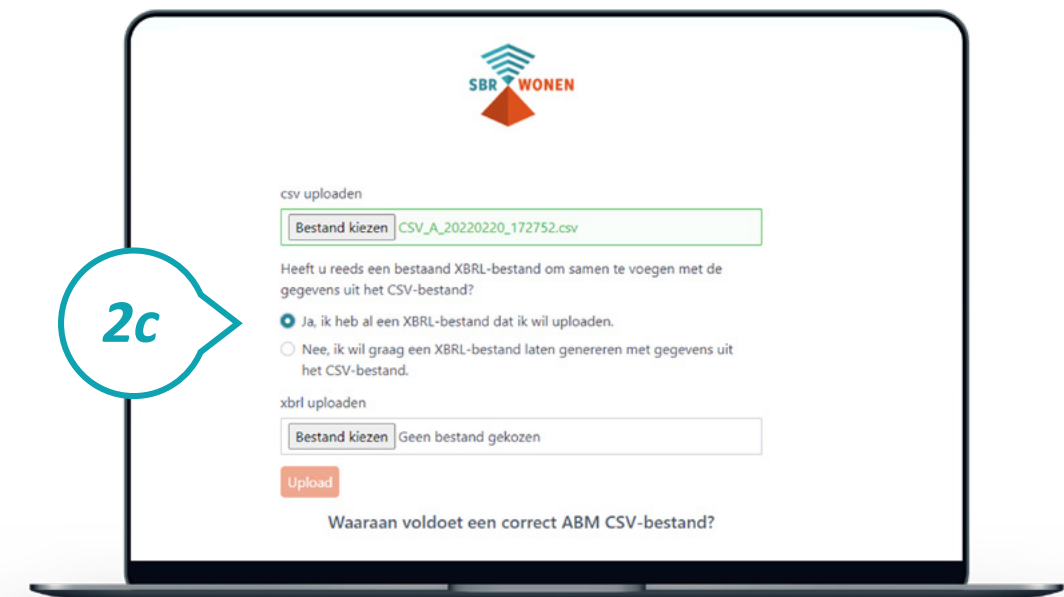 SBR WONEN
csv uploaden
Bestand kiezen CSV_A_20220220_172752.csv
Heeft u reeds een bestaand XBRL-bestand om samen te voegen met de
gegevens uit het CSV-bestand?
2c
Ja, ik heb al een XBRL-bestand dat ik wil uploaden.
Nee, ik wil graag een XBRL-bestand laten genereren met gegevens uit
het CSV-bestand.
xbrl uploaden
Bestand kiezen Geen bestand gekozen
Upload
Waaraan voldoet een correct ABM CSV-bestand?